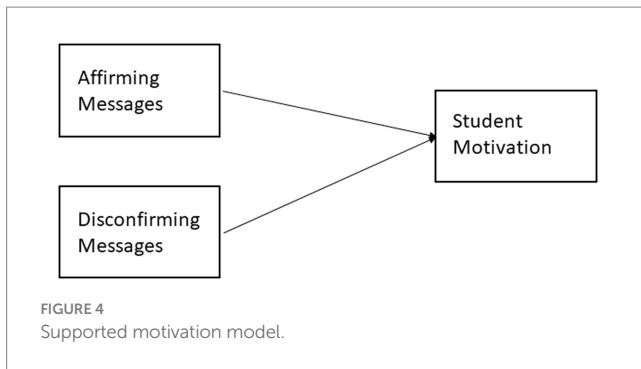 Affirming
Messages
Student
Motivation
Disconfirming
Messages
FIGURE 4
Supported motivation model.